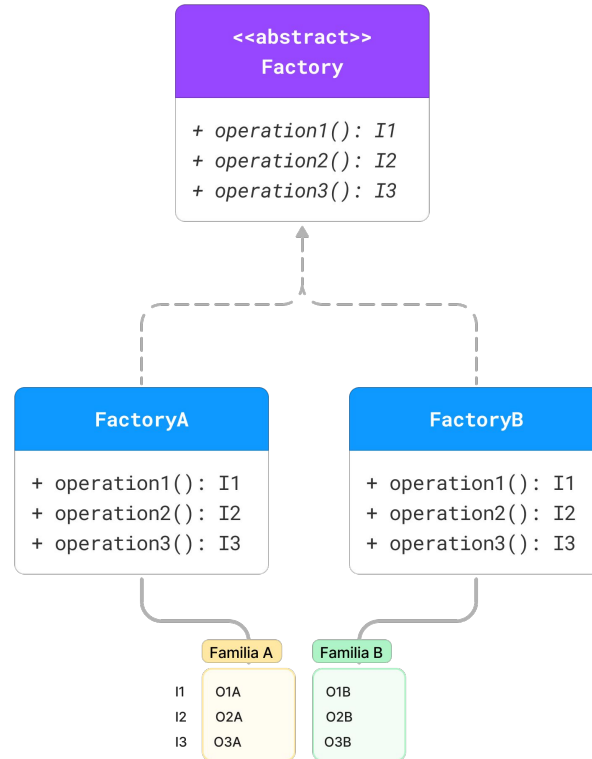 <<abstract>>
Factory
+ operation1(): I1
+ operation2(): I2
+ operation3(): I3
FactoryA
+ operation1(): I1
+ operation2(): I2
+ operation3(): I3
FactoryB
+ operation1(): I1
+ operation2(): I2
+ operation3(): I3
Familia A Familia B
I1 O1A O1B
I2 O2A O2B
I3 O3A O3B